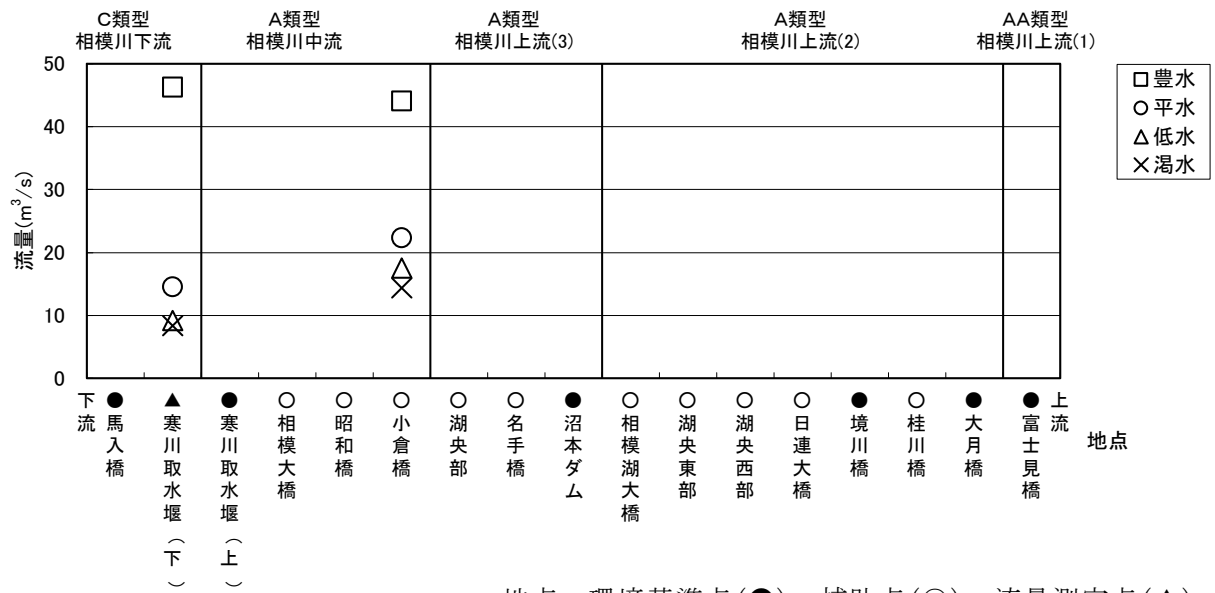 C類型
相模川下流
A類型
相模川中流
A類型
相模川上流(3)
A類型
相模川上流(2)
AA類型
相模川上流(1)
50
40
30
20
10
0
流量(m³/s)
□豊水
○平水
△低水
×渇水
下流
●馬入橋
▲寒川取水堰(下)
●寒川取水堰(上)
○相模大橋
○昭和橋
○小倉橋
○湖央部
○名手橋
●沼本ダム
○相模湖大橋
○湖央東部
○湖央西部
○日連大橋
●境川橋
○桂川橋
●大月橋
●富士見橋
上流
地点